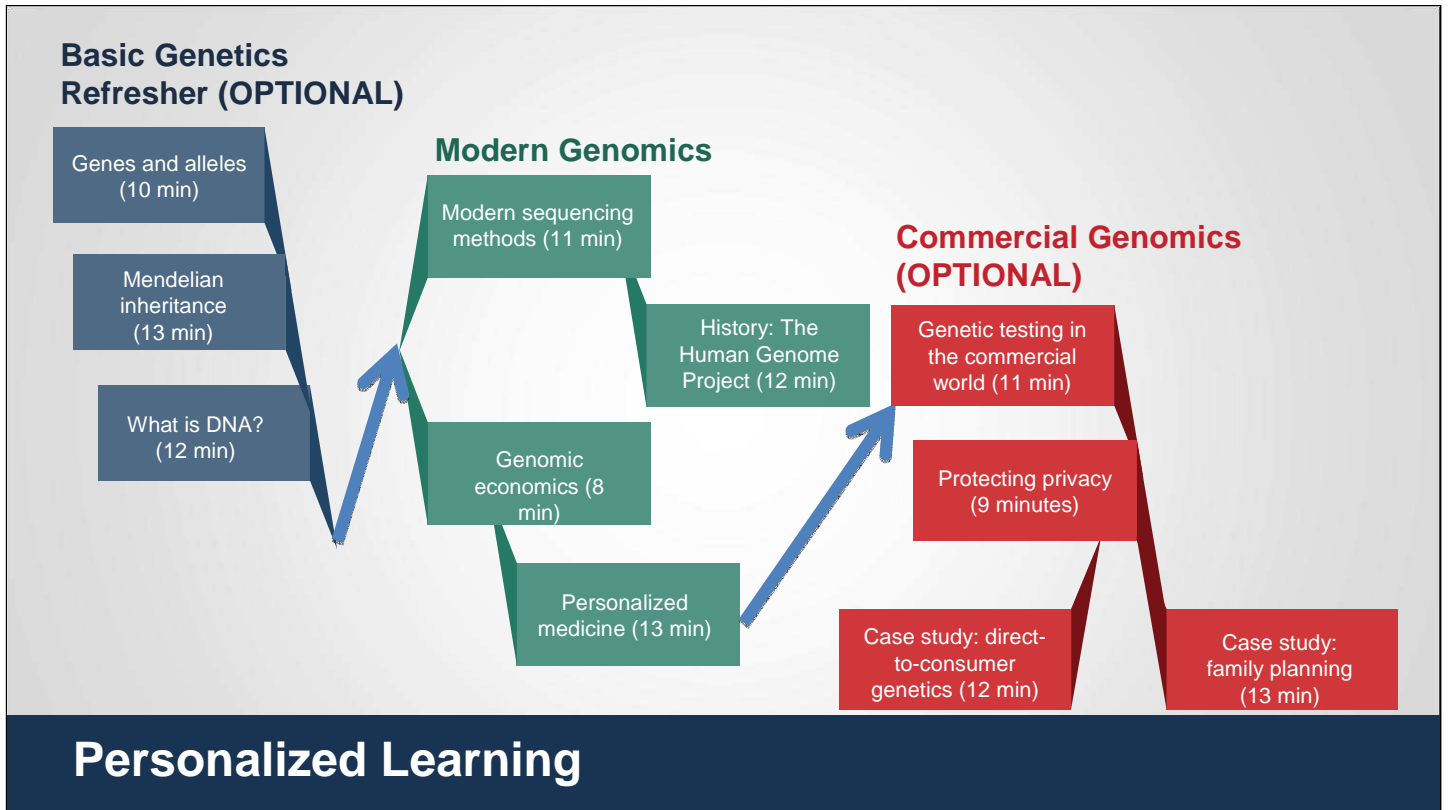 Basic Genetics
Refresher (OPTIONAL)
Genes and alleles
(10 min)
Mendelian
inheritance
(13 min)
What is DNA?
(12 min)
Modern Genomics
Modern sequencing
methods (11 min)
History: The
Human Genome
Project (12 min)
Genomic
economics (8
min)
Personalized
medicine (13 min)
Commercial Genomics
(OPTIONAL)
Genetic testing in
the commercial
world (11 min)
Protecting privacy
(9 minutes)
Case study: direct-
to-consumer
genetics (12 min)
Case study:
family planning
(13 min)
Personalized Learning